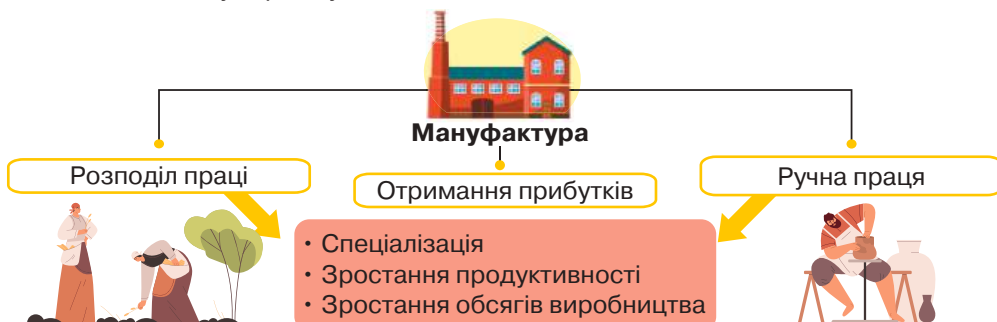 Мануфактура
Розподіл праці
Отримання прибутків
Ручна праця
· Спеціалізація
· Зростання продуктивності
· Зростання обсягів виробництва